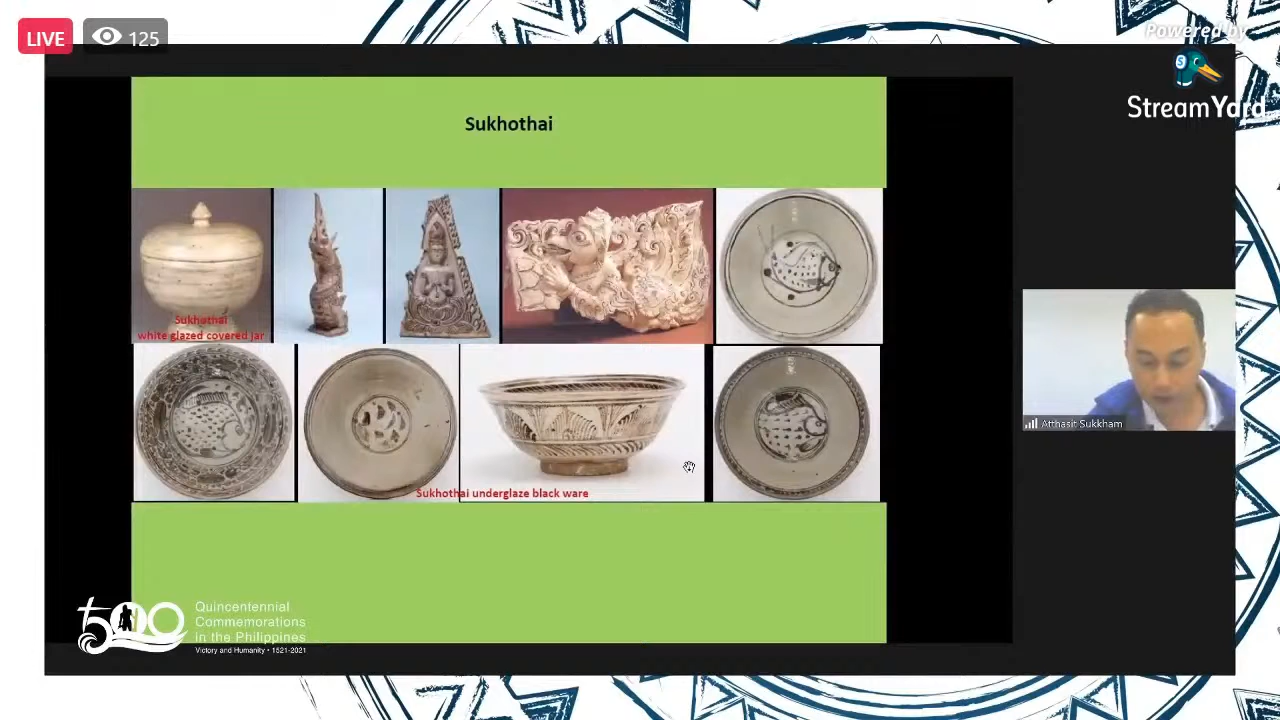 LIVE
125
Powered by
StreamYard
Sukhothai
Sukhothai
white glazed covered jar
Sukhothai underglaze black ware
Atthasit Sukkham
500
Quincentennial
Commemorations
in the Philippines
Victory and Humanity • 1521-2021